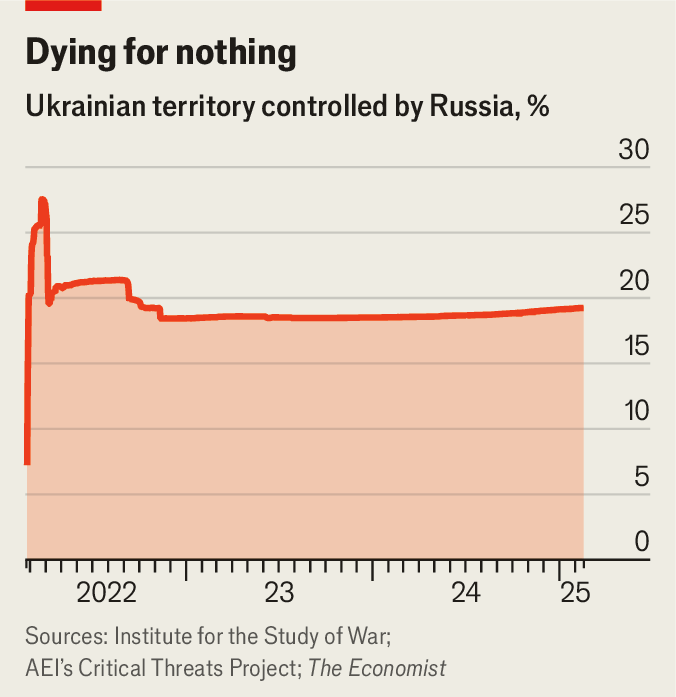 Dying for nothing
Ukrainian territory controlled by Russia, %
30
25
20
15
10
5
0
2022 23 24 25
Sources: Institute for the Study of War;
AEI’s Critical Threats Project; The Economist